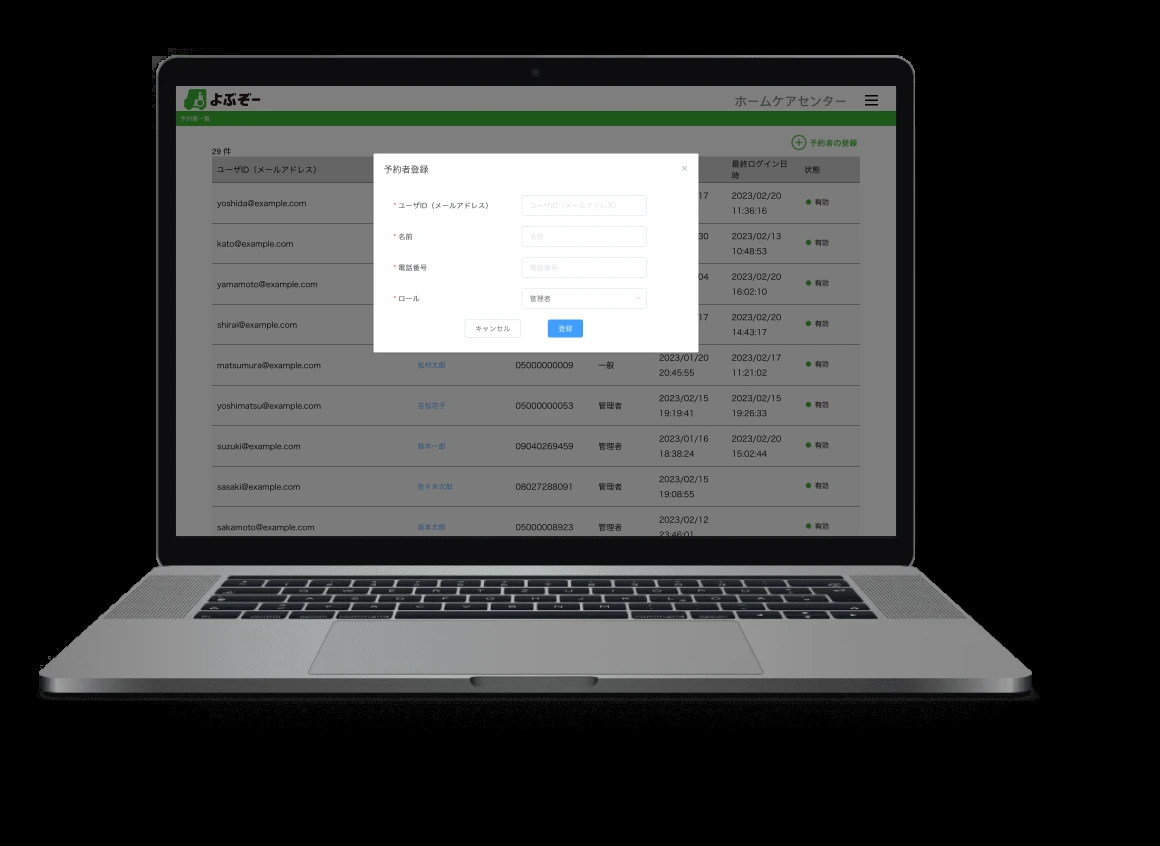 よぶぞー
ホームケアセンター
予約者一覧
予約者の登録
29 件
ユーザID（メールアドレス）
最終ログイン日
時
状態
予約者登録
* ユーザID（メールアドレス）
ユーザID（メールアドレス）
* 名前
名前
* 電話番号
電話番号
* ロール
管理者
キャンセル
登録
yoshida@example.com
17
2023/02/20
11:36:16
有効
kato@example.com
30
2023/02/13
10:48:53
有効
yamamoto@example.com
04
2023/02/20
16:02:10
有効
shirai@example.com
17
2023/02/20
14:43:17
有効
matsumura@example.com
松村太郎
05000000009
一般
2023/01/20
20:45:55
2023/02/17
11:21:02
有効
yoshimatsu@example.com
吉松花子
05000000053
管理者
2023/02/15
19:19:41
2023/02/15
19:26:33
有効
suzuki@example.com
鈴木一郎
09040269459
管理者
2023/01/16
18:38:24
2023/02/20
15:02:44
有効
sasaki@example.com
佐々木次郎
08027288091
管理者
2023/02/15
19:08:55
有効
sakamoto@example.com
坂本太郎
05000008923
管理者
2023/02/12
23:46:01
有効